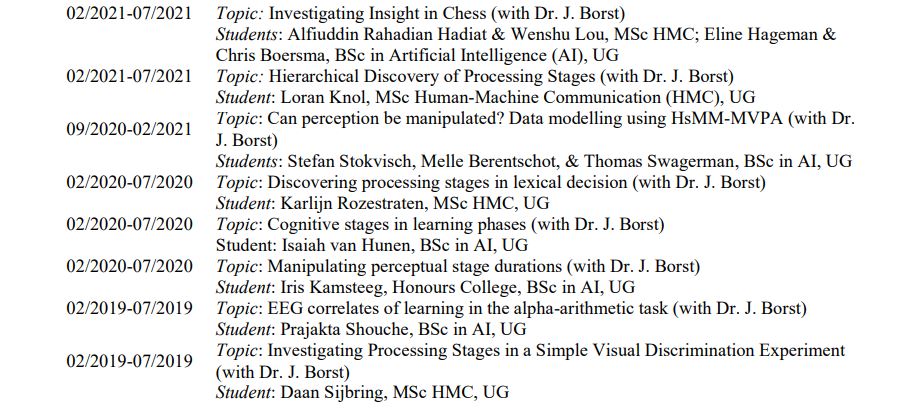 02/2021-07/2021 Topic: Investigating Insight in Chess (with Dr. J. Borst)
Students: Alfiuddin Rahadian Hadiat & Wenshu Lou, MSc HMC; Eline Hageman &
Chris Boersma, BSc in Artificial Intelligence (AI), UG
02/2021-07/2021 Topic: Hierarchical Discovery of Processing Stages (with Dr. J. Borst)
Student: Loran Knol, MSc Human-Machine Communication (HMC), UG
09/2020-02/2021 Topic: Can perception be manipulated? Data modelling using HsMM-MVPA (with Dr.
J. Borst)
Students: Stefan Stokvisch, Melle Berentschot, & Thomas Swagerman, BSc in AI, UG
02/2020-07/2020 Topic: Discovering processing stages in lexical decision (with Dr. J. Borst)
Student: Karlijn Rozestraten, MSc HMC, UG
02/2020-07/2020 Topic: Cognitive stages in learning phases (with Dr. J. Borst)
Student: Isaiah van Hunen, BSc in AI, UG
02/2020-07/2020 Topic: Manipulating perceptual stage durations (with Dr. J. Borst)
Student: Iris Kamsteeg, Honours College, BSc in AI, UG
02/2019-07/2019 Topic: EEG correlates of learning in the alpha-arithmetic task (with Dr. J. Borst)
Student: Prajakta Shouche, BSc in AI, UG
02/2019-07/2019 Topic: Investigating Processing Stages in a Simple Visual Discrimination Experiment
(with Dr. J. Borst)
Student: Daan Sijbring, MSc HMC, UG